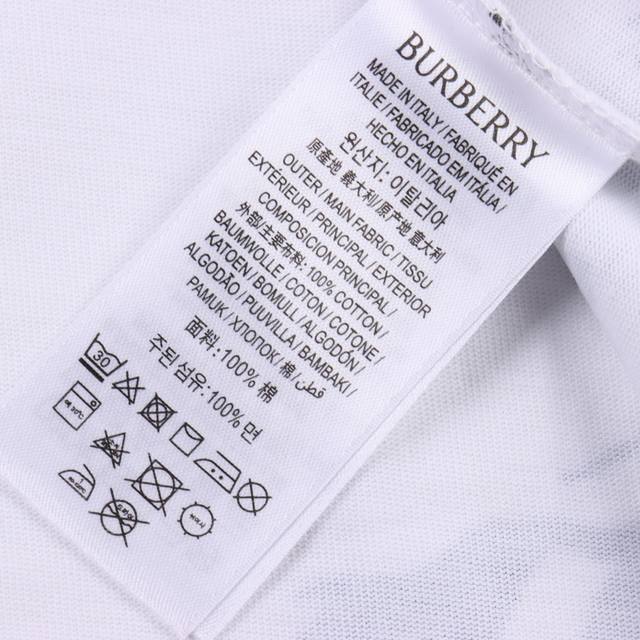 BURBERRY
MADE IN ITALY / FABRIQUÉ EN
ITALIE / FABRICADO EM ITÁLIA /
HECHO EN ITALIA
원산지: 이탈리아
原產地 義大利/原产地 意大利
OUTER / MAIN FABRIC / TISSU
EXTERIEUR / PRINCIPAL / EXTERIOR
COMPOSICION PRINCIPAL /
外部主要布料: 100% COTTON /
BAUMWOLLE / COTON / COTONE /
KATOEN / BOMULL / ALGODÓN /
ALGODÃO / PUUVILLA / BAMBAKI /
PAMUK / ХЛОПОК / 棉 / قطن /
面料: 100% 棉
주된 섬유: 100% 면
30